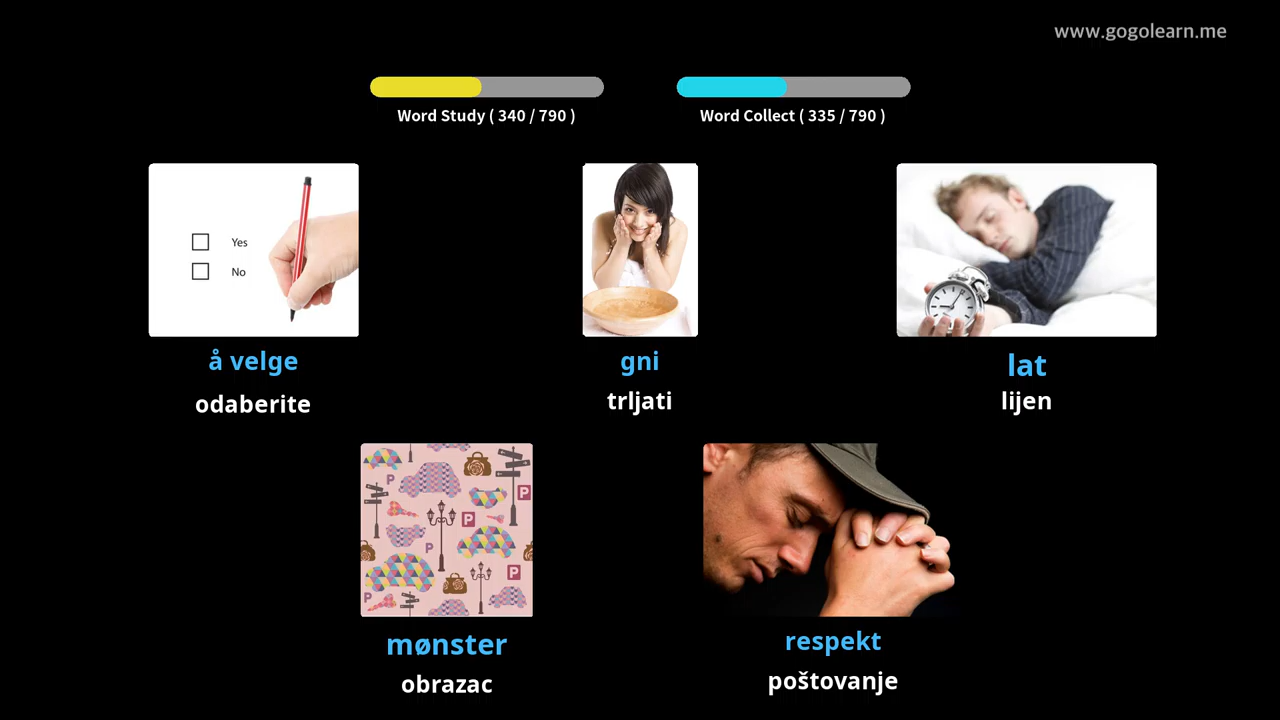 www.gogolearn.me
Word Study ( 340 / 790 )
Word Collect ( 335 / 790 )
Yes
No
å velge
odaberite
gni
trljati
lat
lijen
P
P
P
P
P
P
mønster
obrazac
respekt
poštovanje